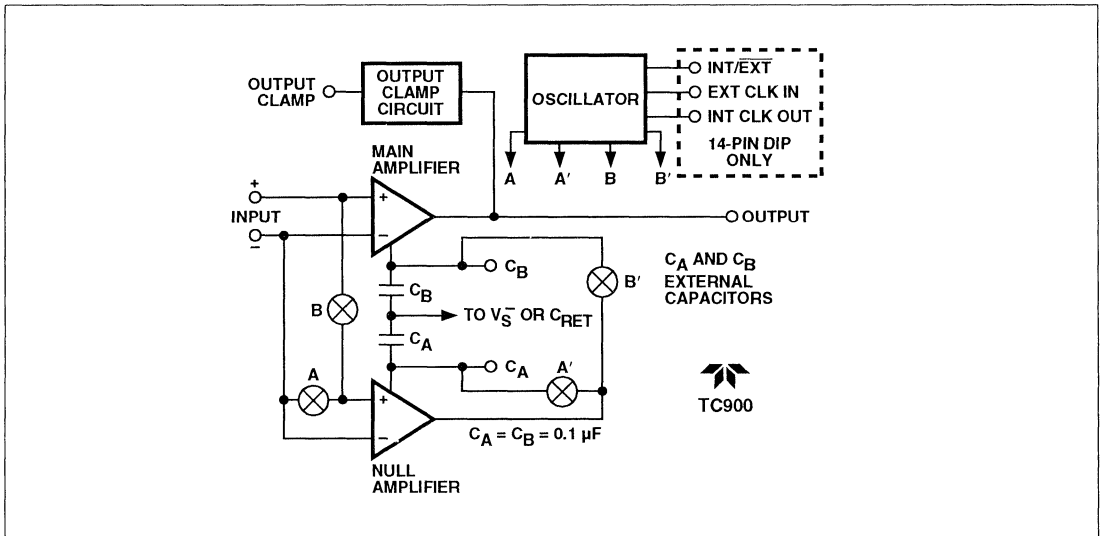 OUTPUT
CLAMP
OUTPUT
CLAMP
CIRCUIT
OSCILLATOR
INT/EXT
EXT CLK IN
INT CLK OUT
14-PIN DIP
ONLY
A
A′
B
B′
MAIN
AMPLIFIER
+
INPUT
−
+
−
OUTPUT
CB
CB
B′
CA AND CB
EXTERNAL
CAPACITORS
B
TO VS− OR CRET
CA
CA
A′
A
+
−
CA = CB = 0.1 µF
NULL
AMPLIFIER
TC900